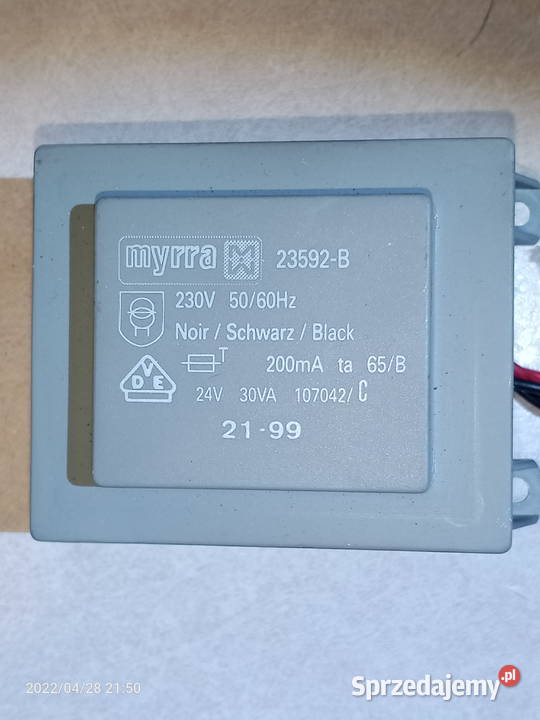 myrra 23592-B
230V 50/60Hz
Noir / Schwarz / Black
T
200mA ta 65/B
VDE
24V 30VA 107042/C
21-99
2022/04/28 21:50
Sprzedajemy.pl